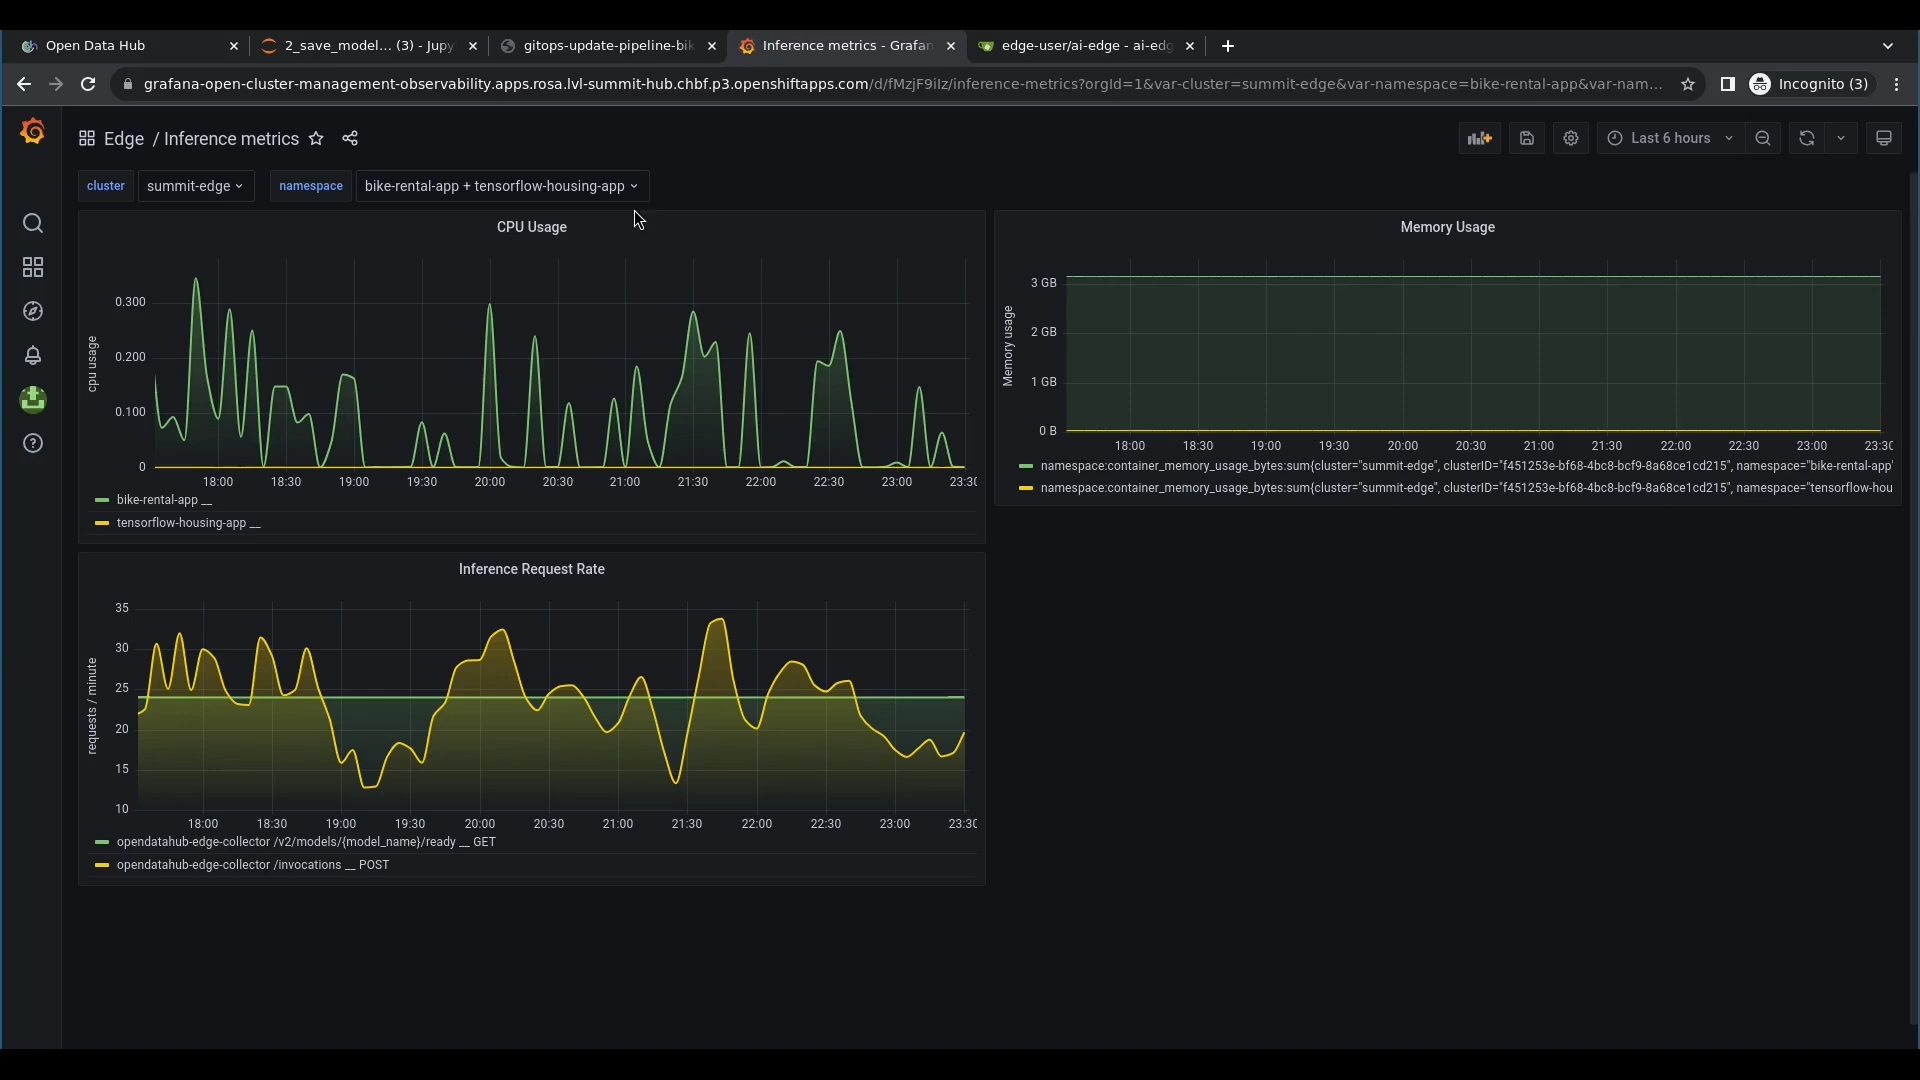 Open Data Hub
2_save_model... (3) - Jupy
gitops-update-pipeline-bik
Inference metrics - Grafan
edge-user/ai-edge - ai-edg
grafana-open-cluster-management-observability.apps.rosa.lvl-summit-hub.chbf.p3.openshiftapps.com/d/fMzjF9iIz/inference-metrics?orgId=1&var-cluster=summit-edge&var-namespace=bike-rental-app&var-nam...
Incognito (3)
Edge / Inference metrics
Last 6 hours
cluster
summit-edge
namespace
bike-rental-app + tensorflow-housing-app
CPU Usage
cpu usage
0.300
0.200
0.100
0
18:00 18:30 19:00 19:30 20:00 20:30 21:00 21:30 22:00 22:30 23:00 23:30
bike-rental-app __
tensorflow-housing-app __
Memory Usage
Memory usage
3 GB
2 GB
1 GB
0 B
18:00 18:30 19:00 19:30 20:00 20:30 21:00 21:30 22:00 22:30 23:00 23:30
namespace:container_memory_usage_bytes:sum{cluster="summit-edge", clusterID="f451253e-bf68-4bc8-bcf9-8a68ce1cd215", namespace="bike-rental-app"
namespace:container_memory_usage_bytes:sum{cluster="summit-edge", clusterID="f451253e-bf68-4bc8-bcf9-8a68ce1cd215", namespace="tensorflow-hou
Inference Request Rate
requests / minute
35
30
25
20
15
10
18:00 18:30 19:00 19:30 20:00 20:30 21:00 21:30 22:00 22:30 23:00 23:30
opendatahub-edge-collector /v2/models/{model_name}/ready __ GET
opendatahub-edge-collector /invocations __ POST